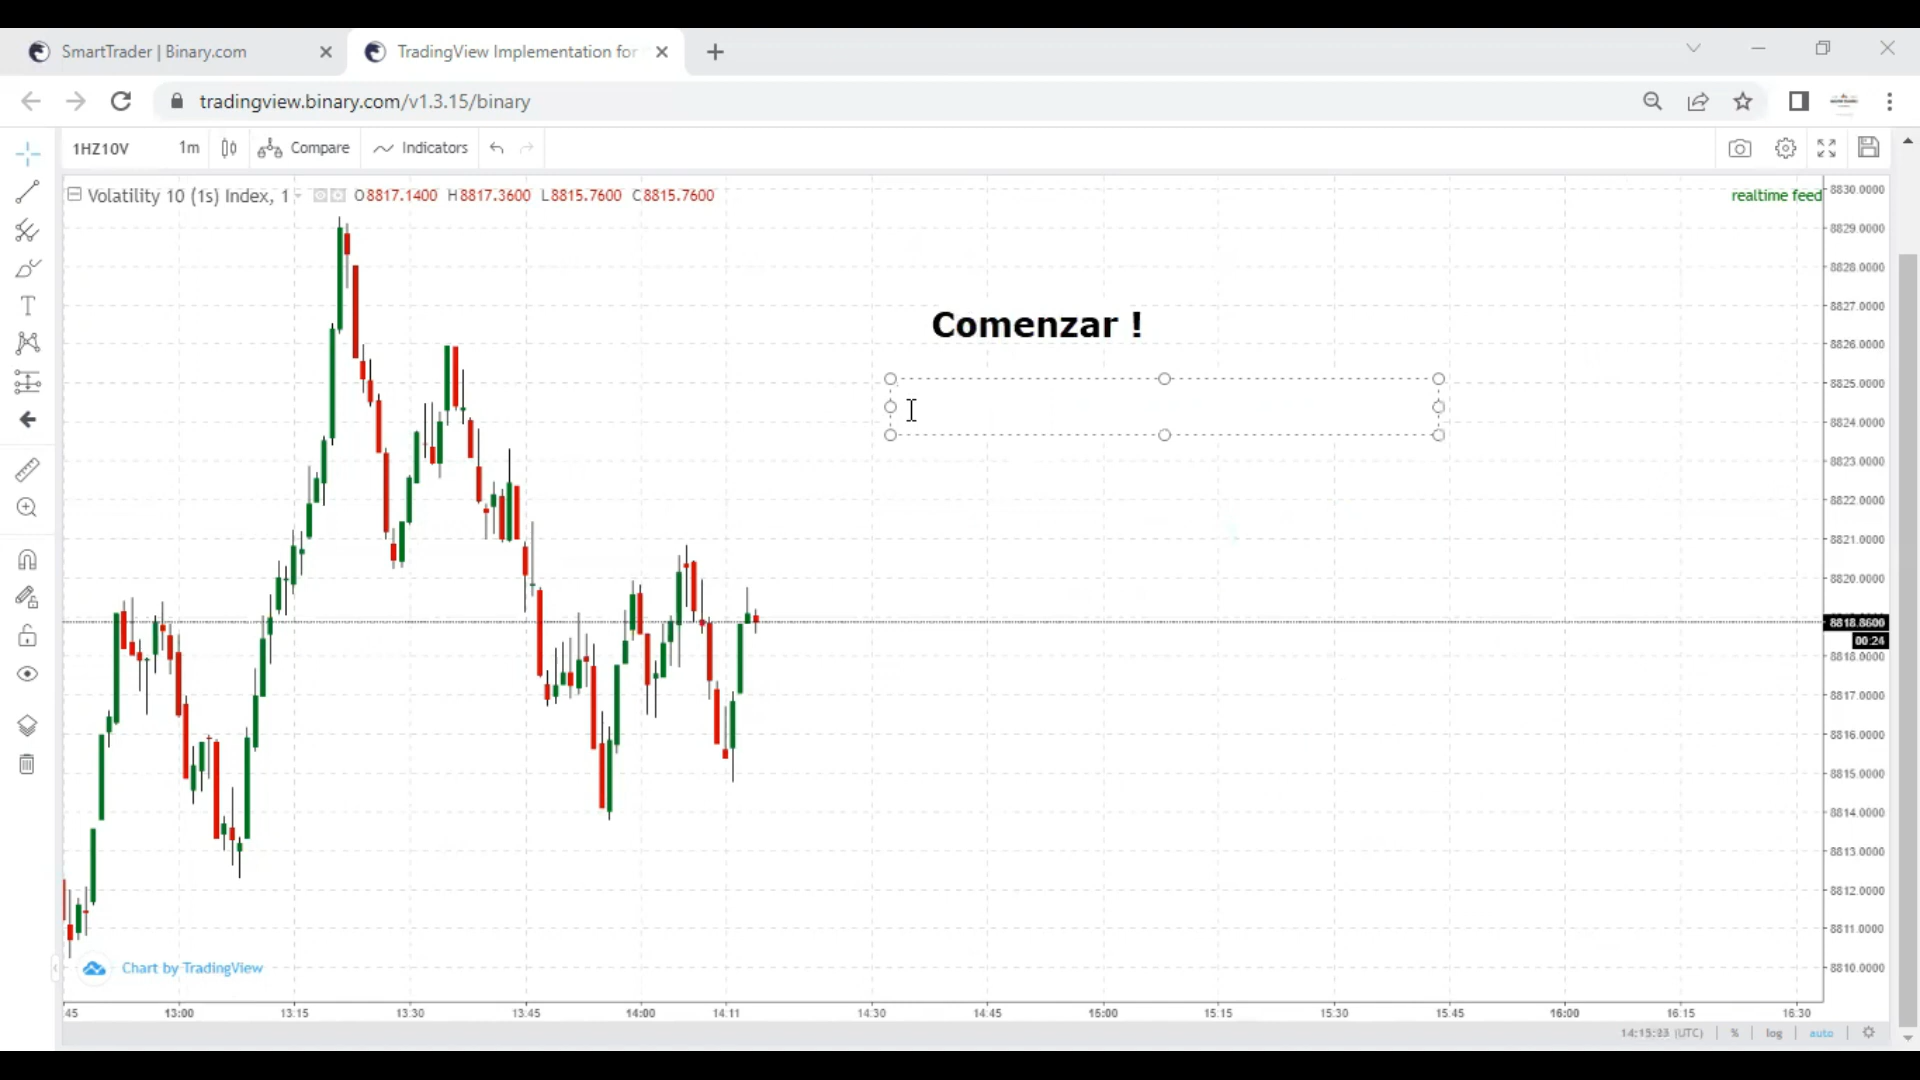 SmartTrader | Binary.com
TradingView Implementation for
tradingview.binary.com/v1.3.15/binary
1HZ10V 1m Compare Indicators
Volatility 10 (1s) Index, 1 O8817.1400 H8817.3600 L8815.7600 C8815.7600
realtime feed
Comenzar !
T
8830.0000
8829.0000
8828.0000
8827.0000
8826.0000
8825.0000
8824.0000
8823.0000
8822.0000
8821.0000
8820.0000
8818.8600
00:24
8818.0000
8817.0000
8816.0000
8815.0000
8814.0000
8813.0000
8812.0000
8811.0000
8810.0000
Chart by TradingView
45 13:00 13:15 13:30 13:45 14:00 14:11 14:30 14:45 15:00 15:15 15:30 15:45 16:00 16:15 16:30
14:15:23 (UTC) % log auto